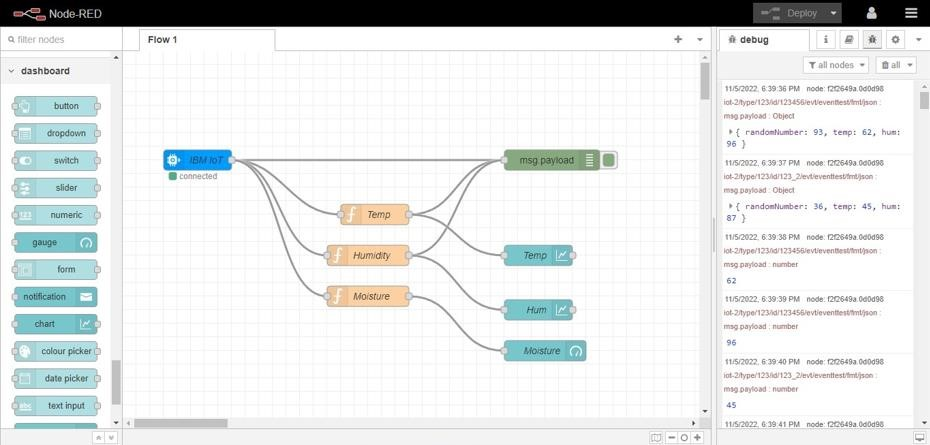 Node-RED
Deploy
filter nodes
Flow 1
debug
i
all nodes
all
dashboard
button
dropdown
switch
slider
123 numeric
gauge
form
notification
chart
colour picker
date picker
abc text input
IBM IoT
connected
msg.payload
f Temp
f Humidity
f Moisture
Temp
Hum
Moisture
11/5/2022, 6:39:36 PM node: f2f2649a.0d0d98
iot-2/type/123/id/123456/evt/eventtest/fmt/json :
msg.payload : Object
{ randomNumber: 93, temp: 62, hum:
96 }
11/5/2022, 6:39:37 PM node: f2f2649a.0d0d98
iot-2/type/123/id/123_2/evt/eventtest/fmt/json :
msg.payload : Object
{ randomNumber: 36, temp: 45, hum:
87 }
11/5/2022, 6:39:38 PM node: f2f2649a.0d0d98
iot-2/type/123/id/123456/evt/eventtest/fmt/json :
msg.payload : number
62
11/5/2022, 6:39:39 PM node: f2f2649a.0d0d98
iot-2/type/123/id/123456/evt/eventtest/fmt/json :
msg.payload : number
96
11/5/2022, 6:39:40 PM node: f2f2649a.0d0d98
iot-2/type/123/id/123_2/evt/eventtest/fmt/json :
msg.payload : number
45
11/5/2022, 6:39:41 PM node: f2f2649a.0d0d98